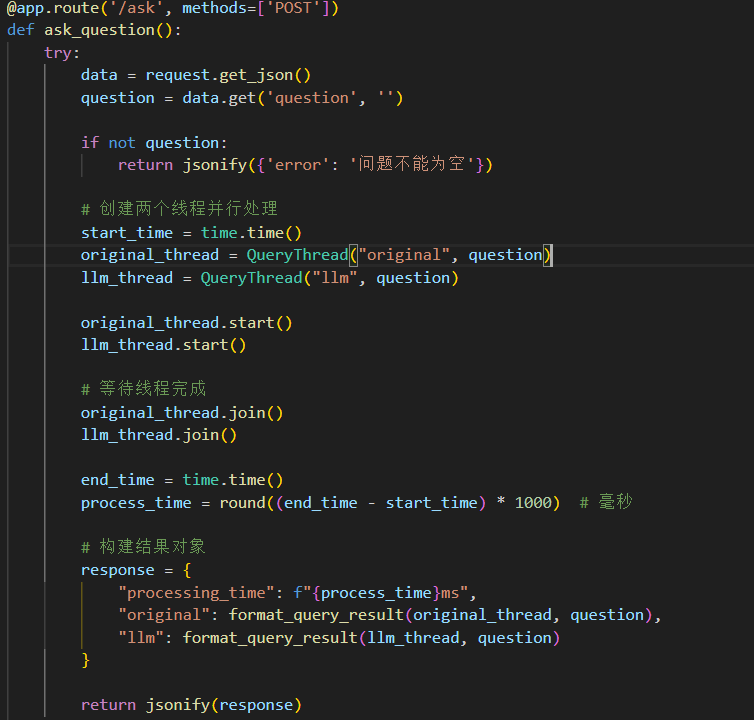 @app.route('/ask', methods=['POST'])
def ask_question():
    try:
        data = request.get_json()
        question = data.get('question', '')

        if not question:
            return jsonify({'error': '问题不能为空'})

        # 创建两个线程并行处理
        start_time = time.time()
        original_thread = QueryThread("original", question)
        llm_thread = QueryThread("llm", question)

        original_thread.start()
        llm_thread.start()

        # 等待线程完成
        original_thread.join()
        llm_thread.join()

        end_time = time.time()
        process_time = round((end_time - start_time) * 1000)  # 毫秒

        # 构建结果对象
        response = {
            "processing_time": f"{process_time}ms",
            "original": format_query_result(original_thread, question),
            "llm": format_query_result(llm_thread, question)
        }

        return jsonify(response)